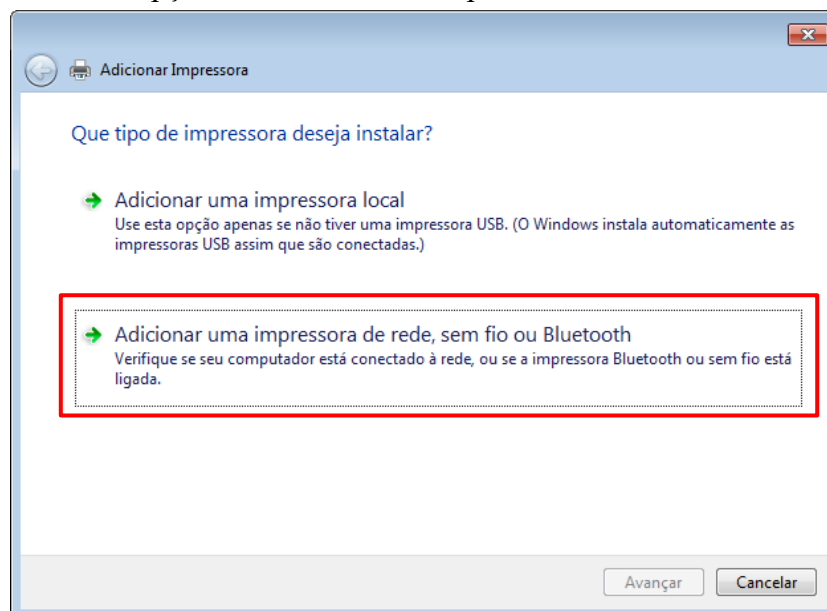 Adicionar Impressora
Que tipo de impressora deseja instalar?
Adicionar uma impressora local
Use esta opção apenas se não tiver uma impressora USB. (O Windows instala automaticamente as
impressoras USB assim que são conectadas.)
Adicionar uma impressora de rede, sem fio ou Bluetooth
Verifique se seu computador está conectado à rede, ou se a impressora Bluetooth ou sem fio está
ligada.
Avançar
Cancelar